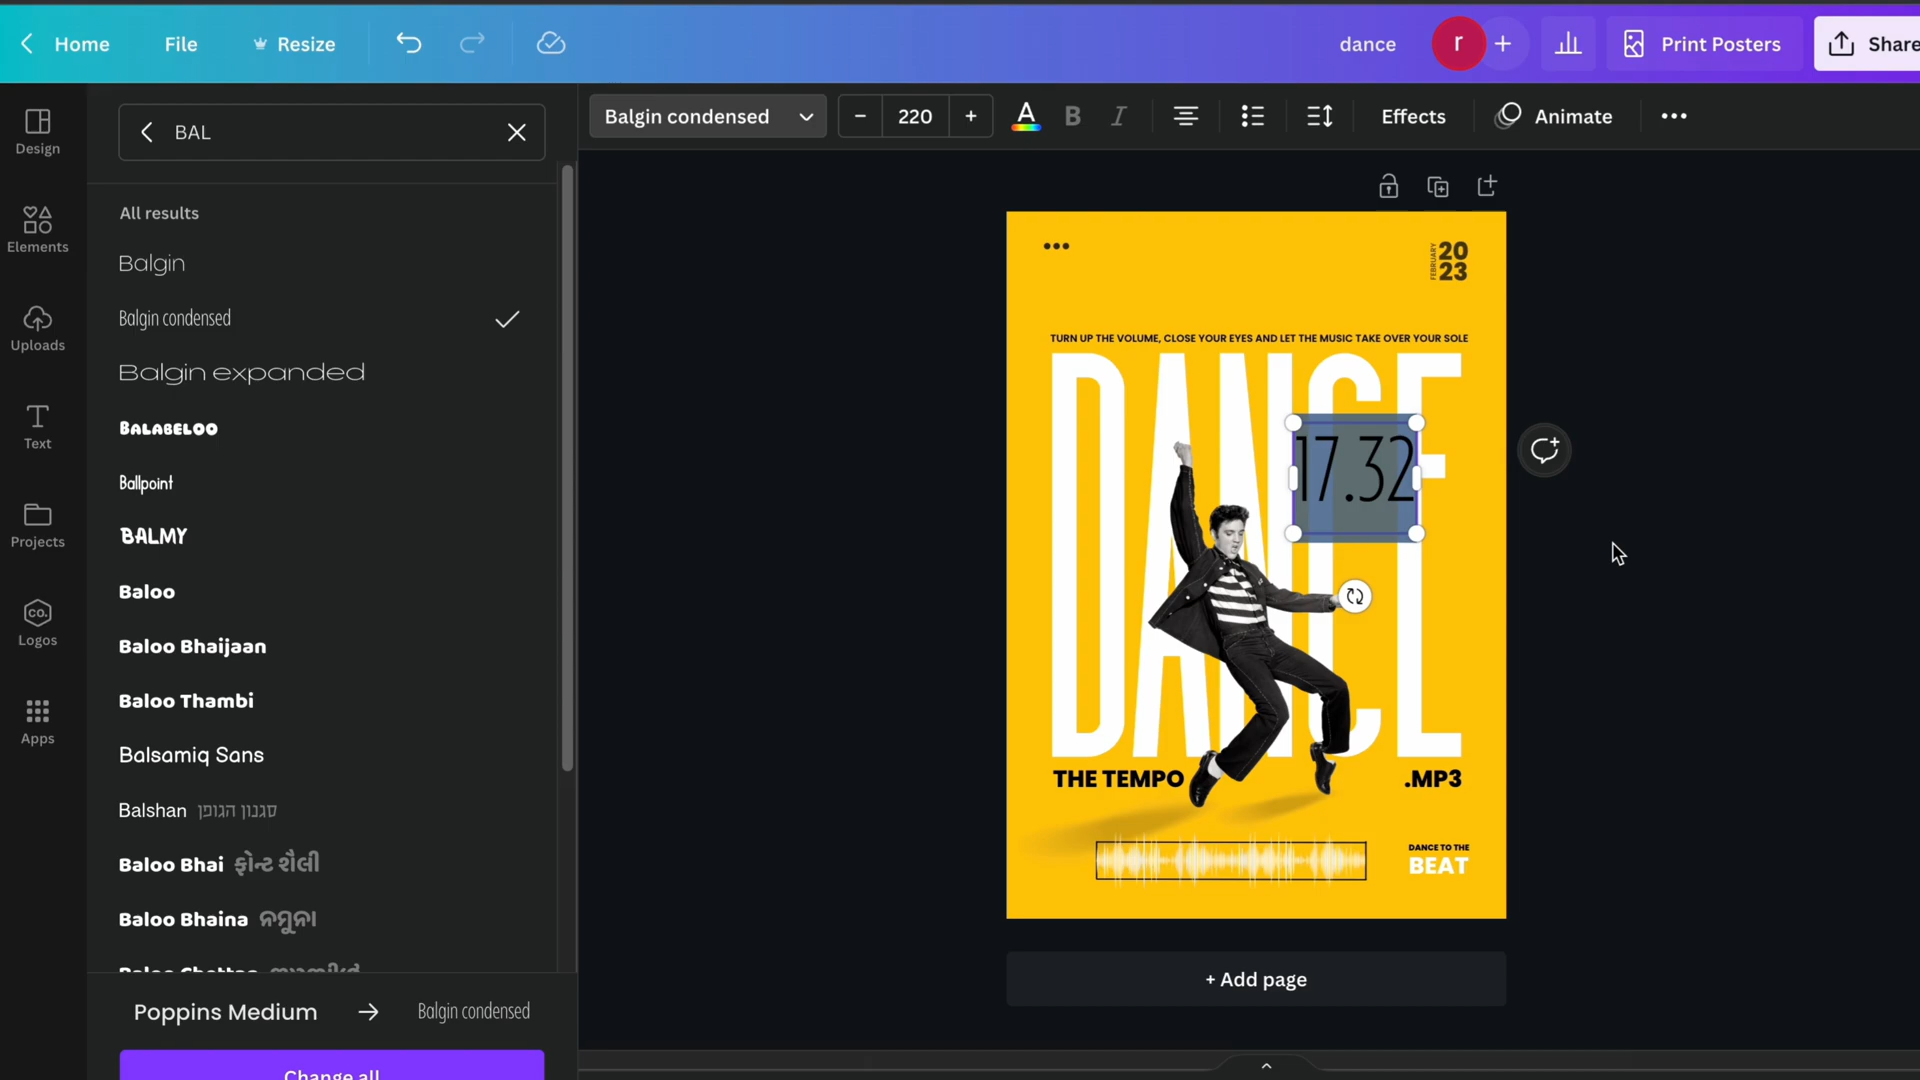 Home File Resize dance r + Print Posters Share
BAL
Balgin condensed − 220 + A B I Effects Animate
Design
Elements
Uploads
Text
Projects
co.
Logos
Apps
All results
Balgin
Balgin condensed
Balgin expanded
BALABELOO
Ballpoint
BALMY
Baloo
Baloo Bhaijaan
Baloo Thambi
Balsamiq Sans
Balshan סגנון הגופן
Baloo Bhai ફોન્ટ શૈલી
Baloo Bhaina ନମୁନା
Poppins Medium → Balgin condensed
Change all
FEBRUARY
20
23
TURN UP THE VOLUME, CLOSE YOUR EYES AND LET THE MUSIC TAKE OVER YOUR SOLE
DANCE
17.32
THE TEMPO .MP3
DANCE TO THE
BEAT
+ Add page